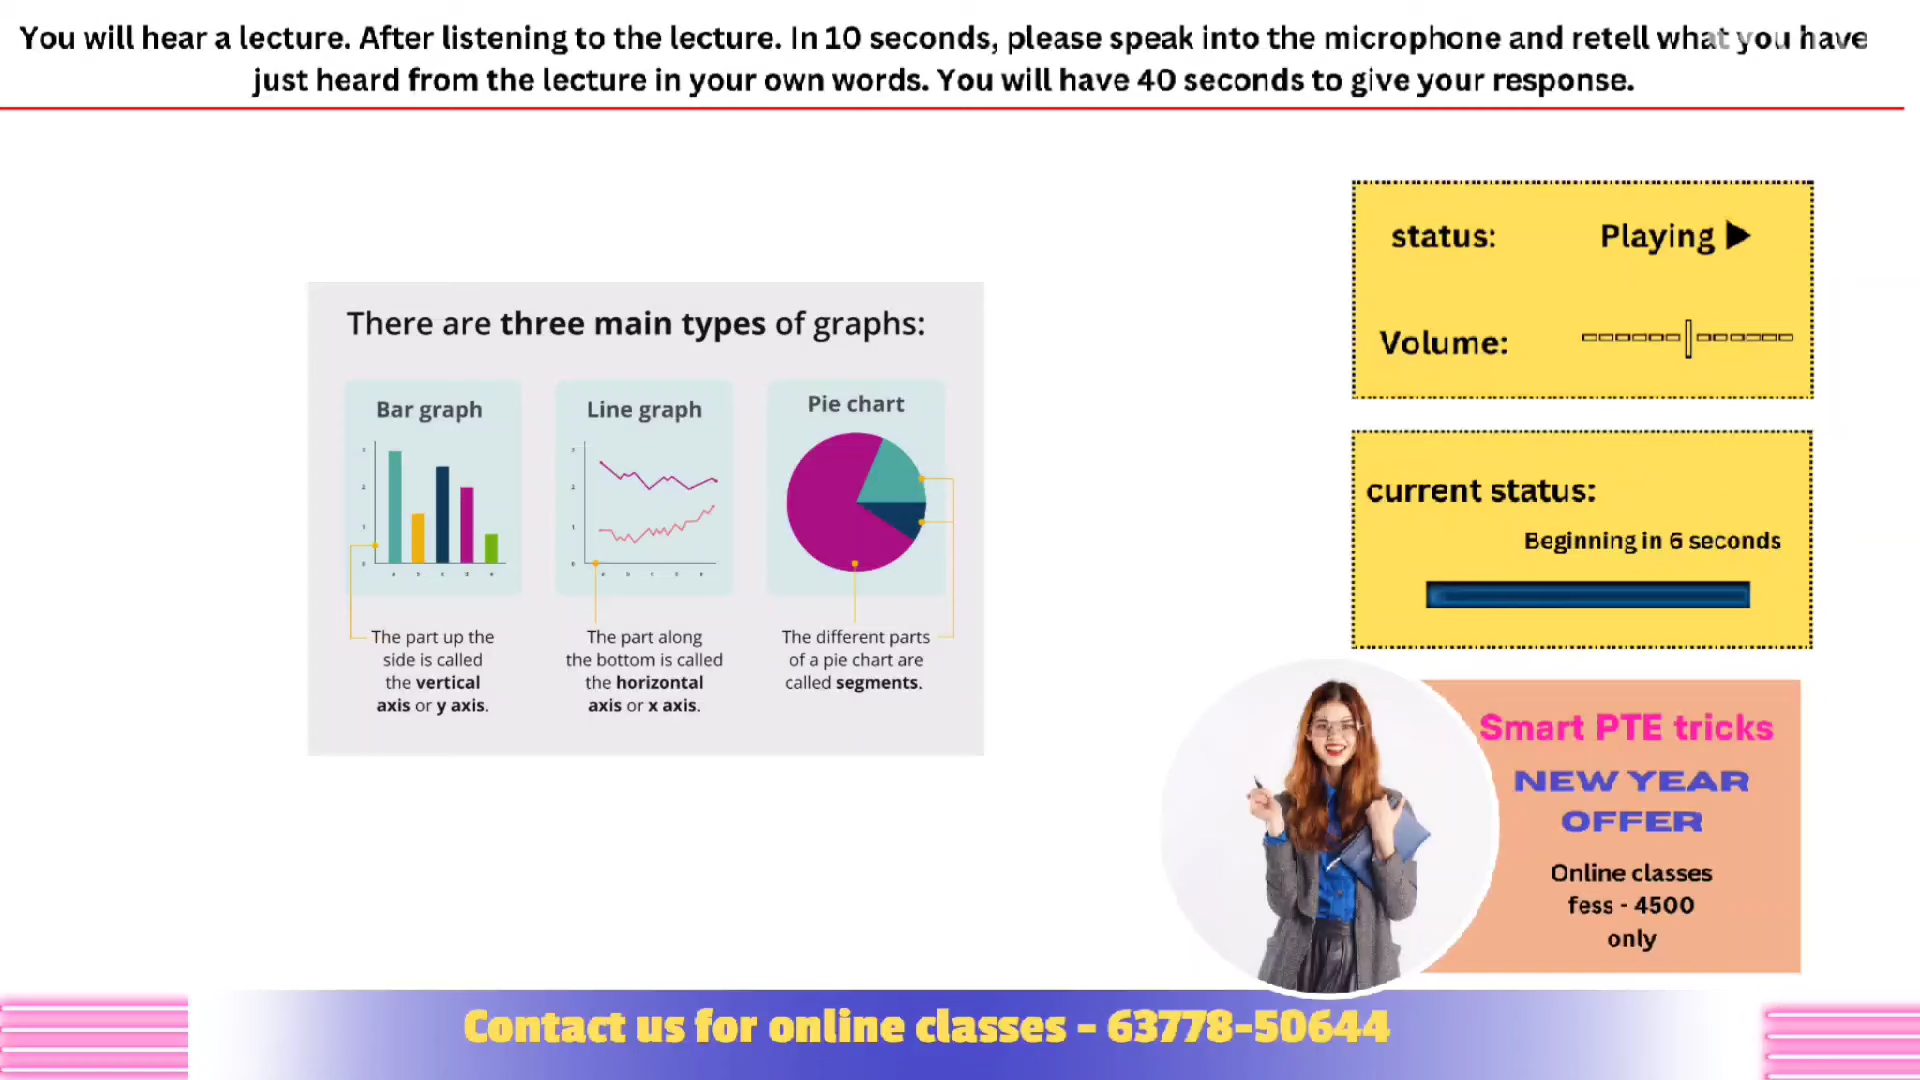 You will hear a lecture. After listening to the lecture. In 10 seconds, please speak into the microphone and retell what you have
just heard from the lecture in your own words. You will have 40 seconds to give your response.
There are three main types of graphs:
Bar graph
Line graph
Pie chart
The part up the
side is called
the vertical
axis or y axis.
The part along
the bottom is called
the horizontal
axis or x axis.
The different parts
of a pie chart are
called segments.
status: Playing
Volume:
current status:
Beginning in 6 seconds
Smart PTE tricks
NEW YEAR
OFFER
Online classes
fess - 4500
only
Contact us for online classes - 63778-50644